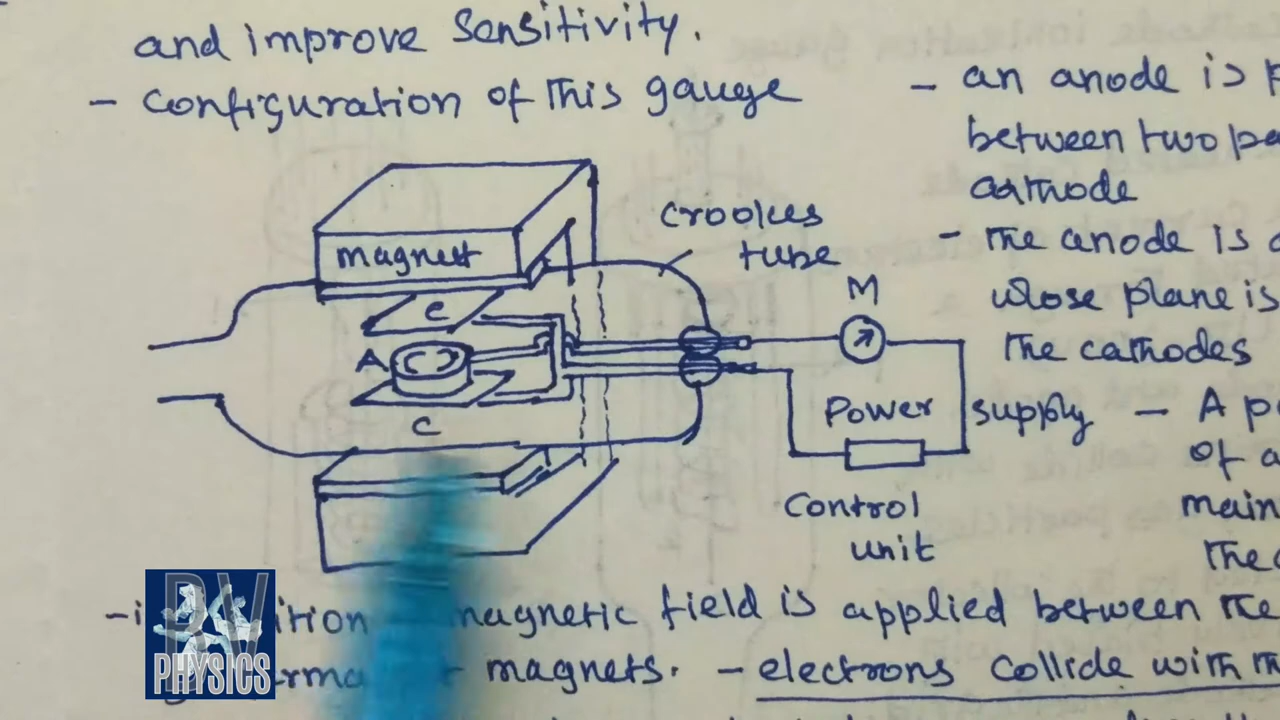 and improve Sensitivity.
- Configuration of this gauge
magnet
crookes
tube
C
A
C
M
Power supply
Control
unit
- an anode is
between two
cathode
- The anode is
whose plane is
The cathodes
- A
of a
main
The
magnetic field is applied between the
magnets. - electrons collide with
BV
PHYSICS